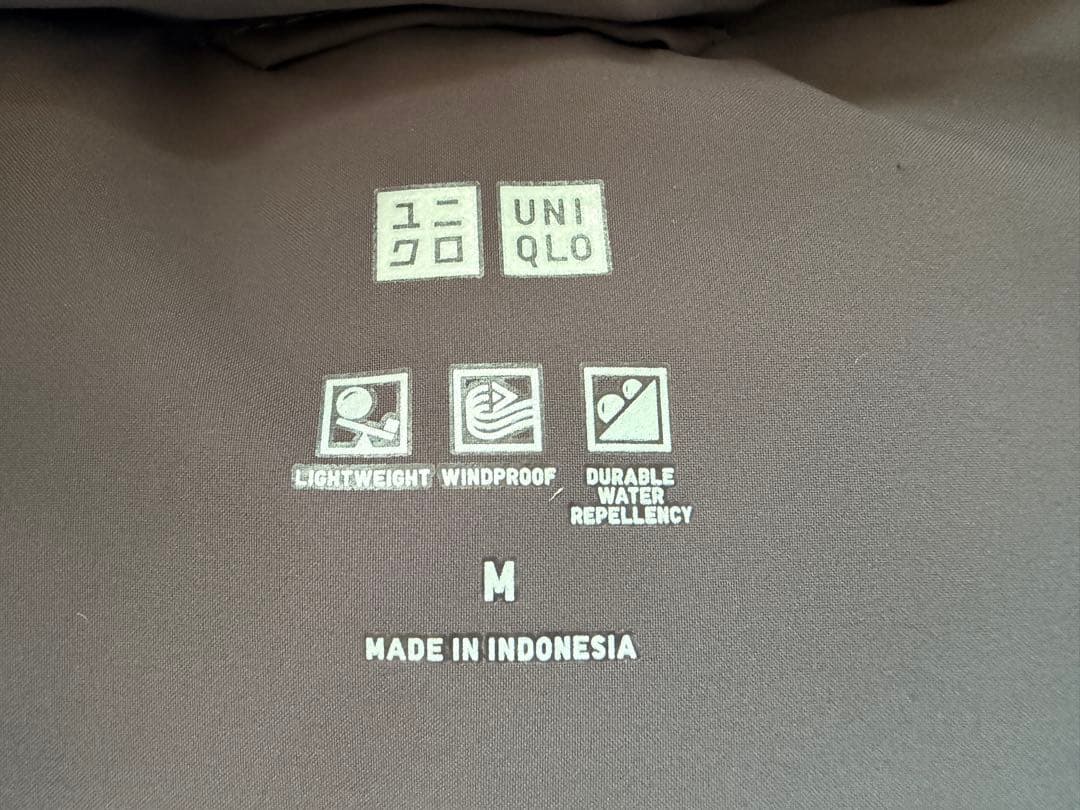 ユニ
クロ
UNI
QLO
LIGHTWEIGHT
WINDPROOF
DURABLE
WATER
REPELLENCY
M
MADE IN INDONESIA